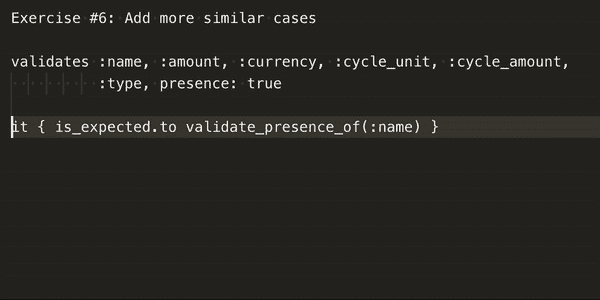 Exercise #6: Add more similar cases
validates :name, :amount, :currency, :cycle_unit, :cycle_amount,
:type, presence: true
it { is_expected.to validate_presence_of(:name) }